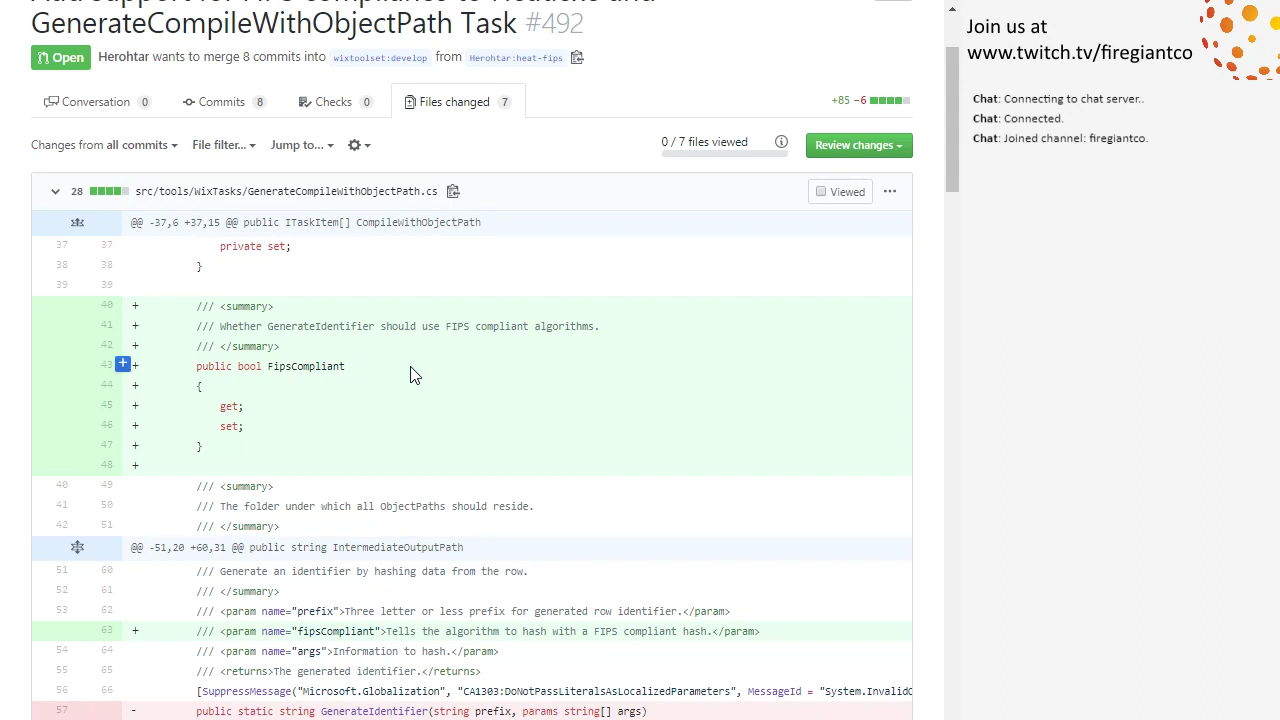 GenerateCompileWithObjectPath Task #492
Open Herohtar wants to merge 8 commits into wixtoolset:develop from Herohtar:heat-fips
Conversation 0 Commits 8 Checks 0 Files changed 7 +85 −6
Changes from all commits File filter... Jump to... 0 / 7 files viewed Review changes
28 src/tools/WixTasks/GenerateCompileWithObjectPath.cs Viewed
@@ -37,6 +37,15 @@ public ITaskItem[] CompileWithObjectPath
37 37 private set;
38 38 }
39 39
40 + /// <summary>
41 + /// Whether GenerateIdentifier should use FIPS compliant algorithms.
42 + /// </summary>
43 + public bool FipsCompliant
44 + {
45 + get;
46 + set;
47 + }
48 +
40 49 /// <summary>
41 50 /// The folder under which all ObjectPaths should reside.
42 51 /// </summary>
@@ -51,20 +60,31 @@ public string IntermediateOutputPath
51 60 /// Generate an identifier by hashing data from the row.
52 61 /// </summary>
53 62 /// <param name="prefix">Three letter or less prefix for generated row identifier.</param>
63 + /// <param name="fipsCompliant">Tells the algorithm to hash with a FIPS compliant hash.</param>
54 64 /// <param name="args">Information to hash.</param>
55 65 /// <returns>The generated identifier.</returns>
56 66 [SuppressMessage("Microsoft.Globalization", "CA1303:DoNotPassLiteralsAsLocalizedParameters", MessageId = "System.Invalid
57 - public static string GenerateIdentifier(string prefix, params string[] args)
Join us at
www.twitch.tv/firegiantco
Chat: Connecting to chat server..
Chat: Connected.
Chat: Joined channel: firegiantco.